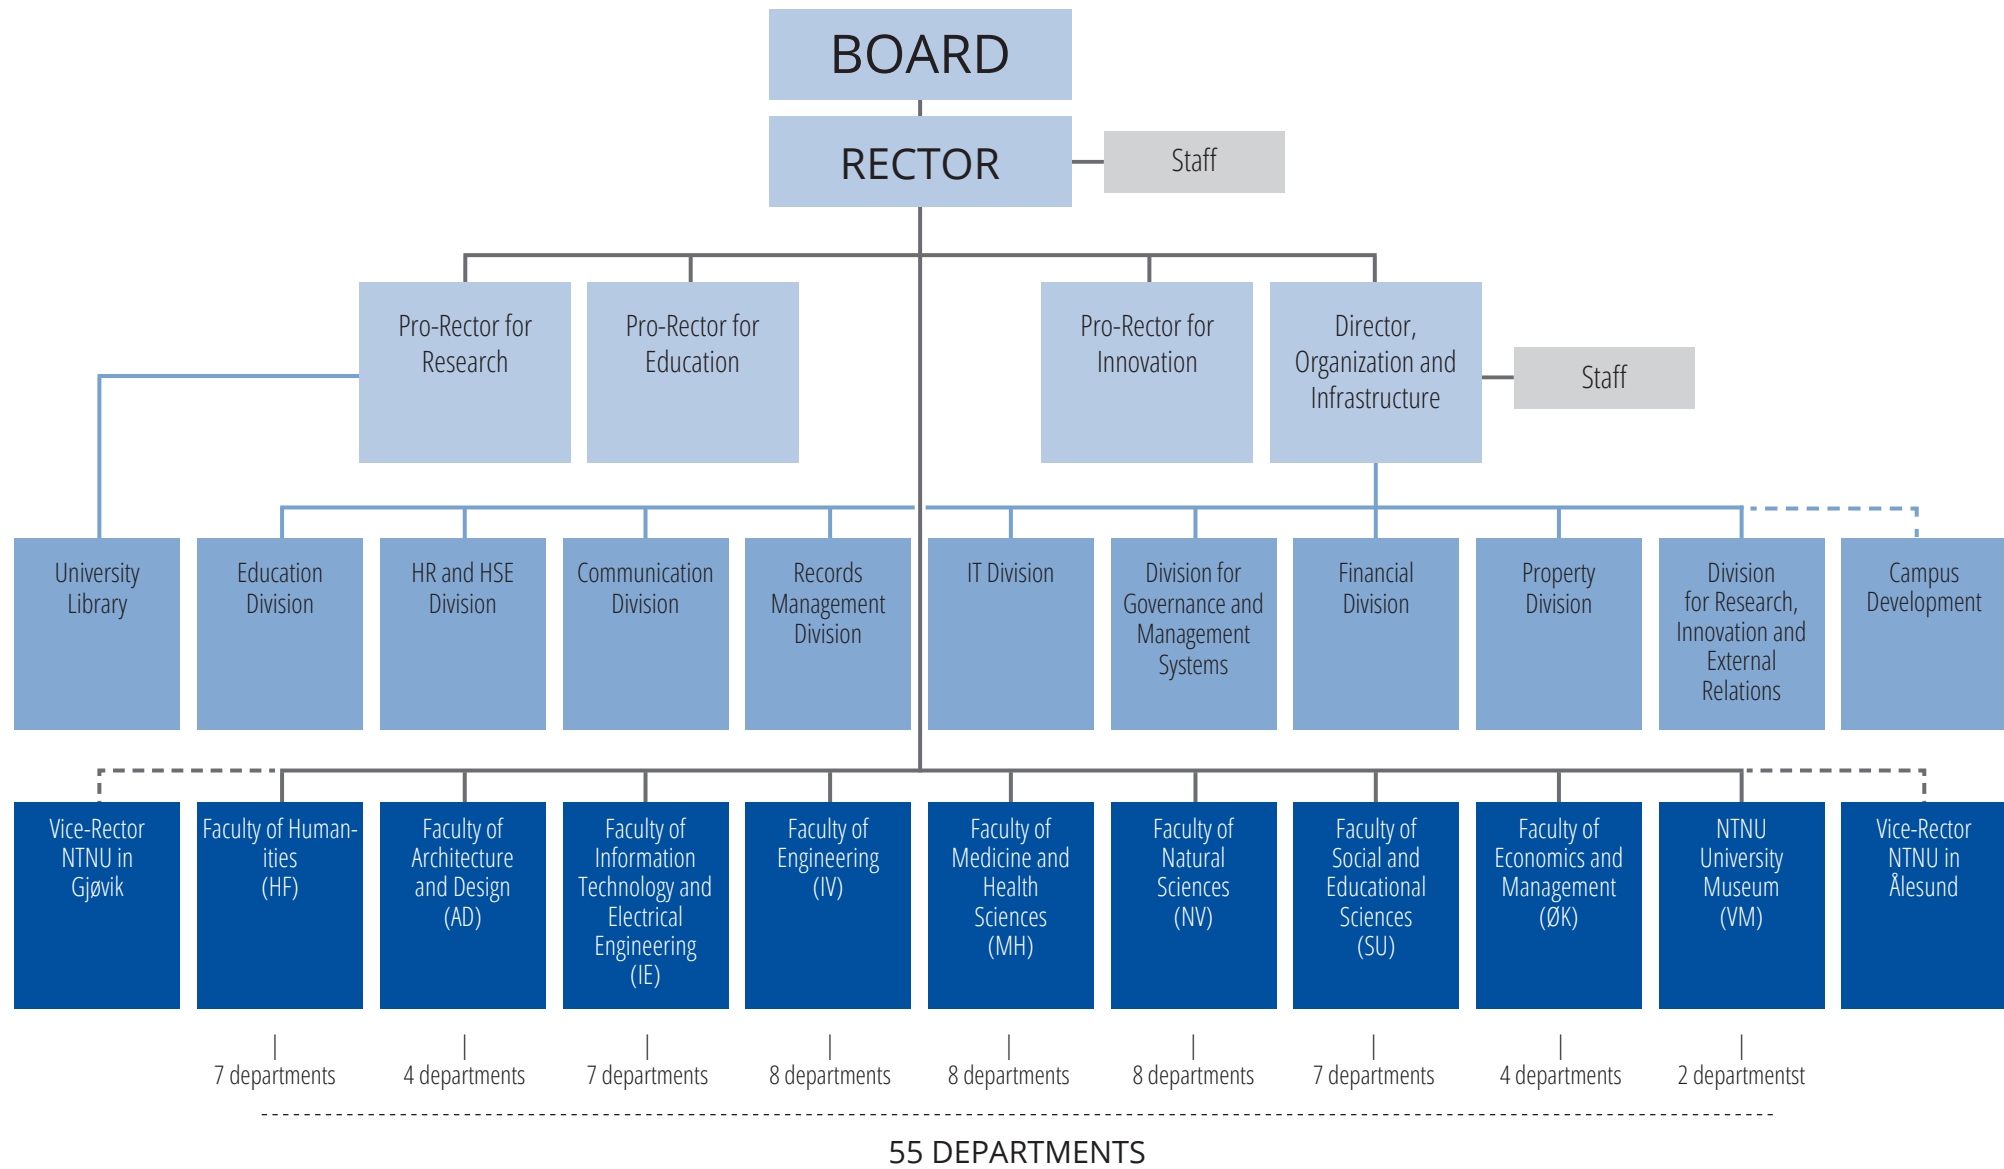 BOARD
RECTOR
Staff
Pro-Rector for
Research
Pro-Rector for
Education
Pro-Rector for
Innovation
Director,
Organization and
Infrastructure
Staff
University
Library
Education
Division
HR and HSE
Division
Communication
Division
Records
Management
Division
IT Division
Division for
Governance and
Management
Systems
Financial
Division
Property
Division
Division
for Research,
Innovation and
External
Relations
Campus
Development
Vice-Rector
NTNU in
Gjøvik
Faculty of Human-
ities
(HF)
Faculty of
Architecture
and Design
(AD)
Faculty of
Information
Technology and
Electrical
Engineering
(IE)
Faculty of
Engineering
(IV)
Faculty of
Medicine and
Health
Sciences
(MH)
Faculty of
Natural
Sciences
(NV)
Faculty of
Social and
Educational
Sciences
(SU)
Faculty of
Economics and
Management
(ØK)
NTNU
University
Museum
(VM)
Vice-Rector
NTNU in
Ålesund
7 departments
4 departments
7 departments
8 departments
8 departments
8 departments
7 departments
4 departments
2 departmentst
55 DEPARTMENTS